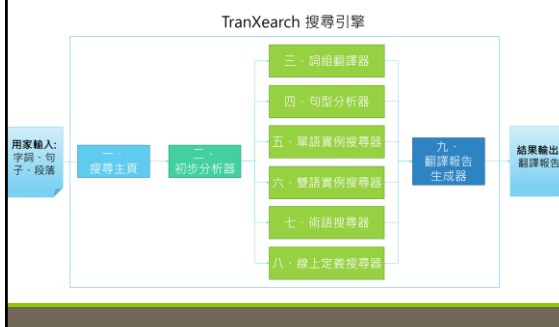 TranXearch 搜尋引擎
用家輸入:
字詞、句
子、段落
一、
搜尋主頁
二、
初步分析器
三、詞組翻譯器
四、句型分析器
五、單語實例搜尋器
六、雙語實例搜尋器
七、術語搜尋器
八、線上定義搜尋器
九、
翻譯報告
生成器
結果輸出
翻譯報告